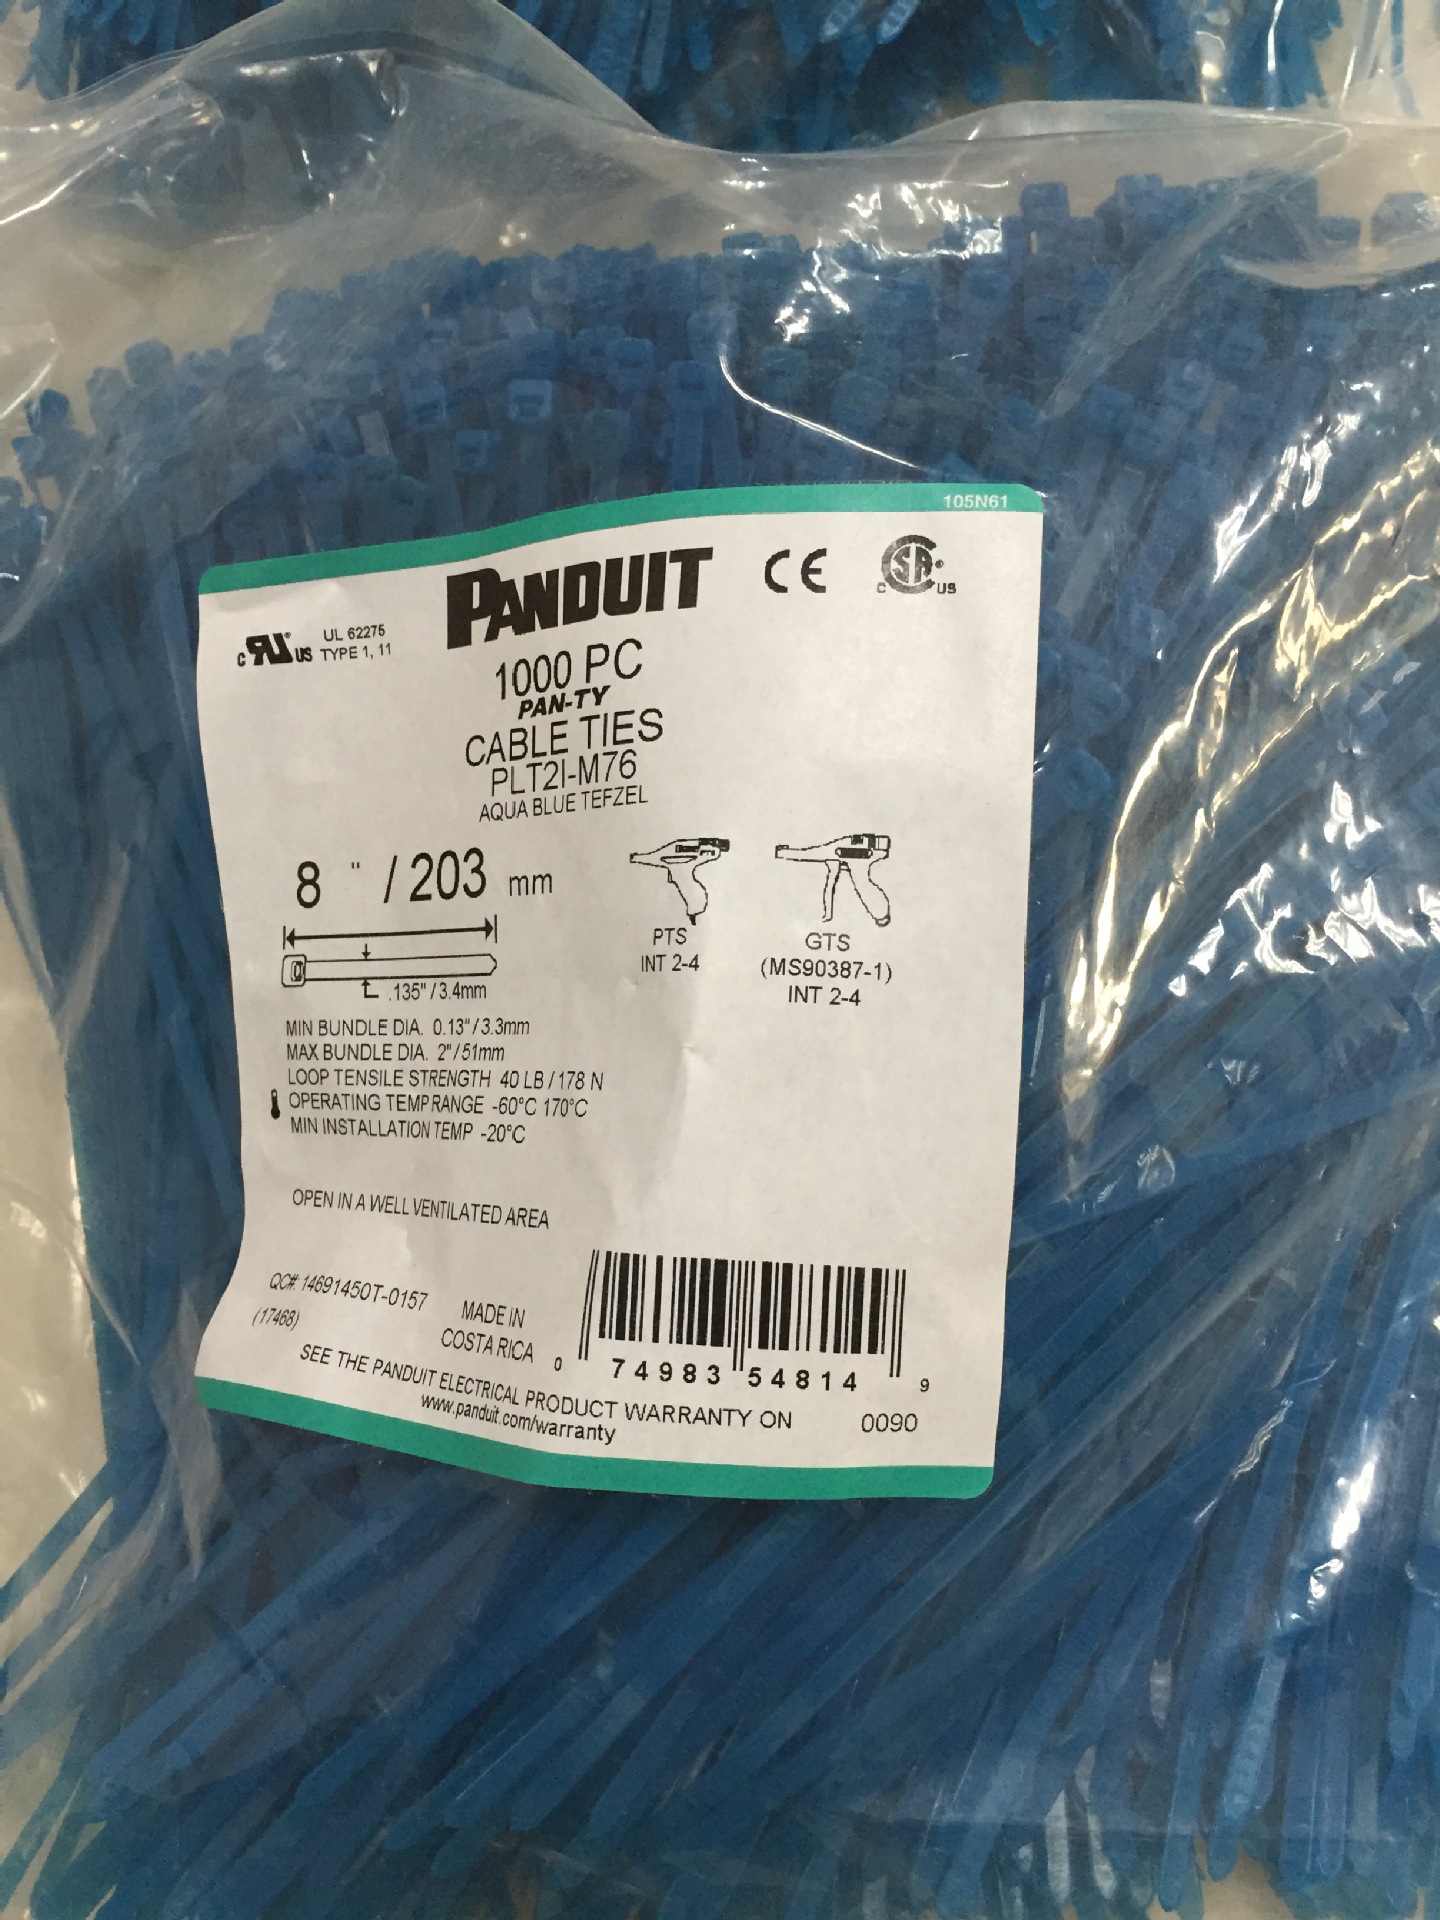 105N61
PANDUIT
CE
C SA US
C RU US
UL 62275
TYPE 1, 11
1000 PC
PAN-TY
CABLE TIES
PLT2I-M76
AQUA BLUE TEFZEL
8 " / 203 mm
.135" / 3.4mm
PTS
INT 2-4
GTS
(MS90387-1)
INT 2-4
MIN BUNDLE DIA. 0.13" / 3.3mm
MAX BUNDLE DIA. 2" / 51mm
LOOP TENSILE STRENGTH 40 LB / 178 N
OPERATING TEMP RANGE -60°C 170°C
MIN INSTALLATION TEMP -20°C
OPEN IN A WELL VENTILATED AREA
QC#: 14691450T-0157
(17468)
MADE IN
COSTA RICA
0 74983 54814 9
SEE THE PANDUIT ELECTRICAL PRODUCT WARRANTY ON
www.panduit.com/warranty
0090